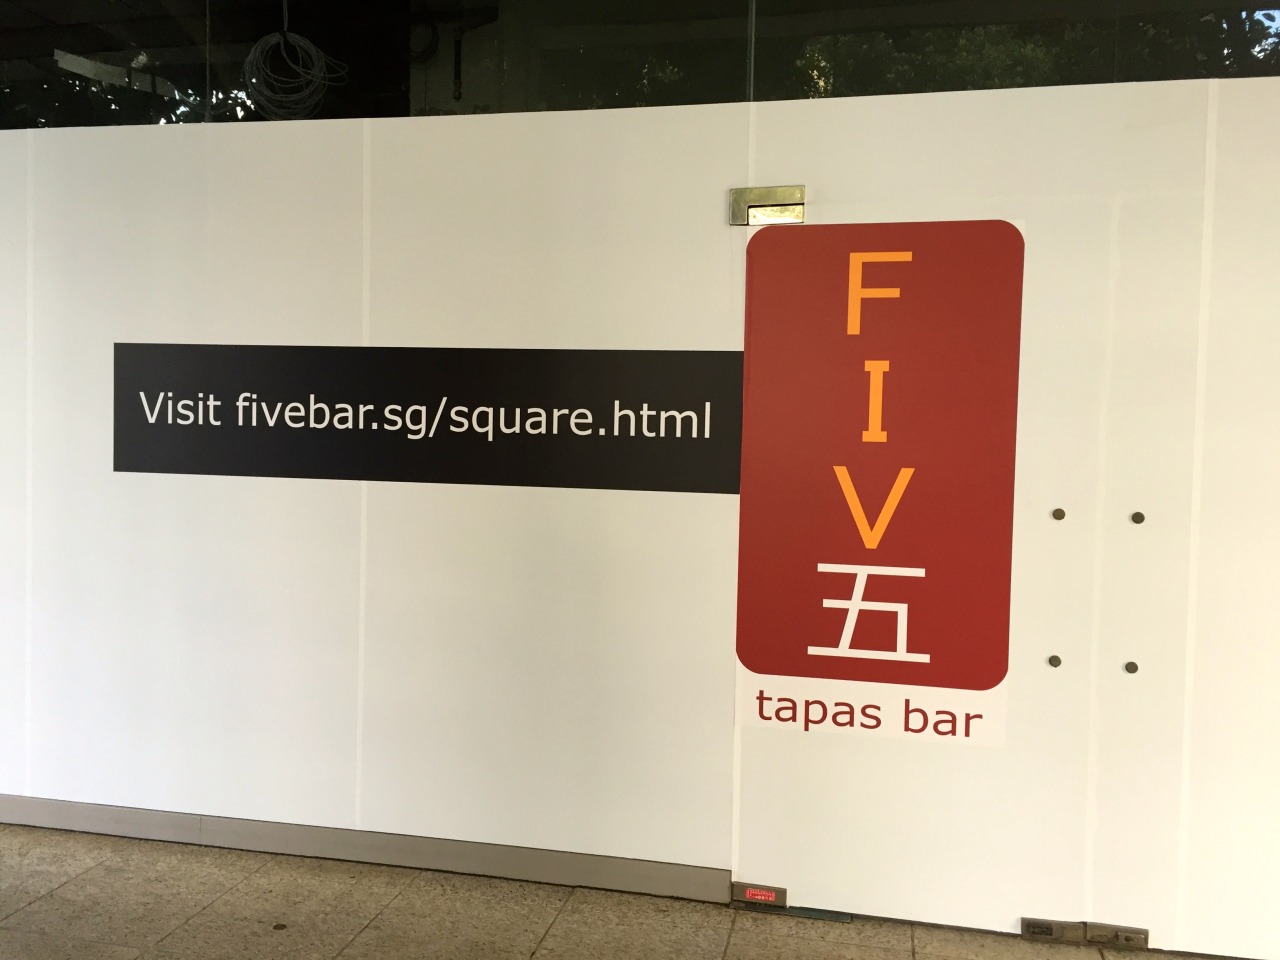 Visit fivebar.sg/square.html
F
I
V
五
tapas bar